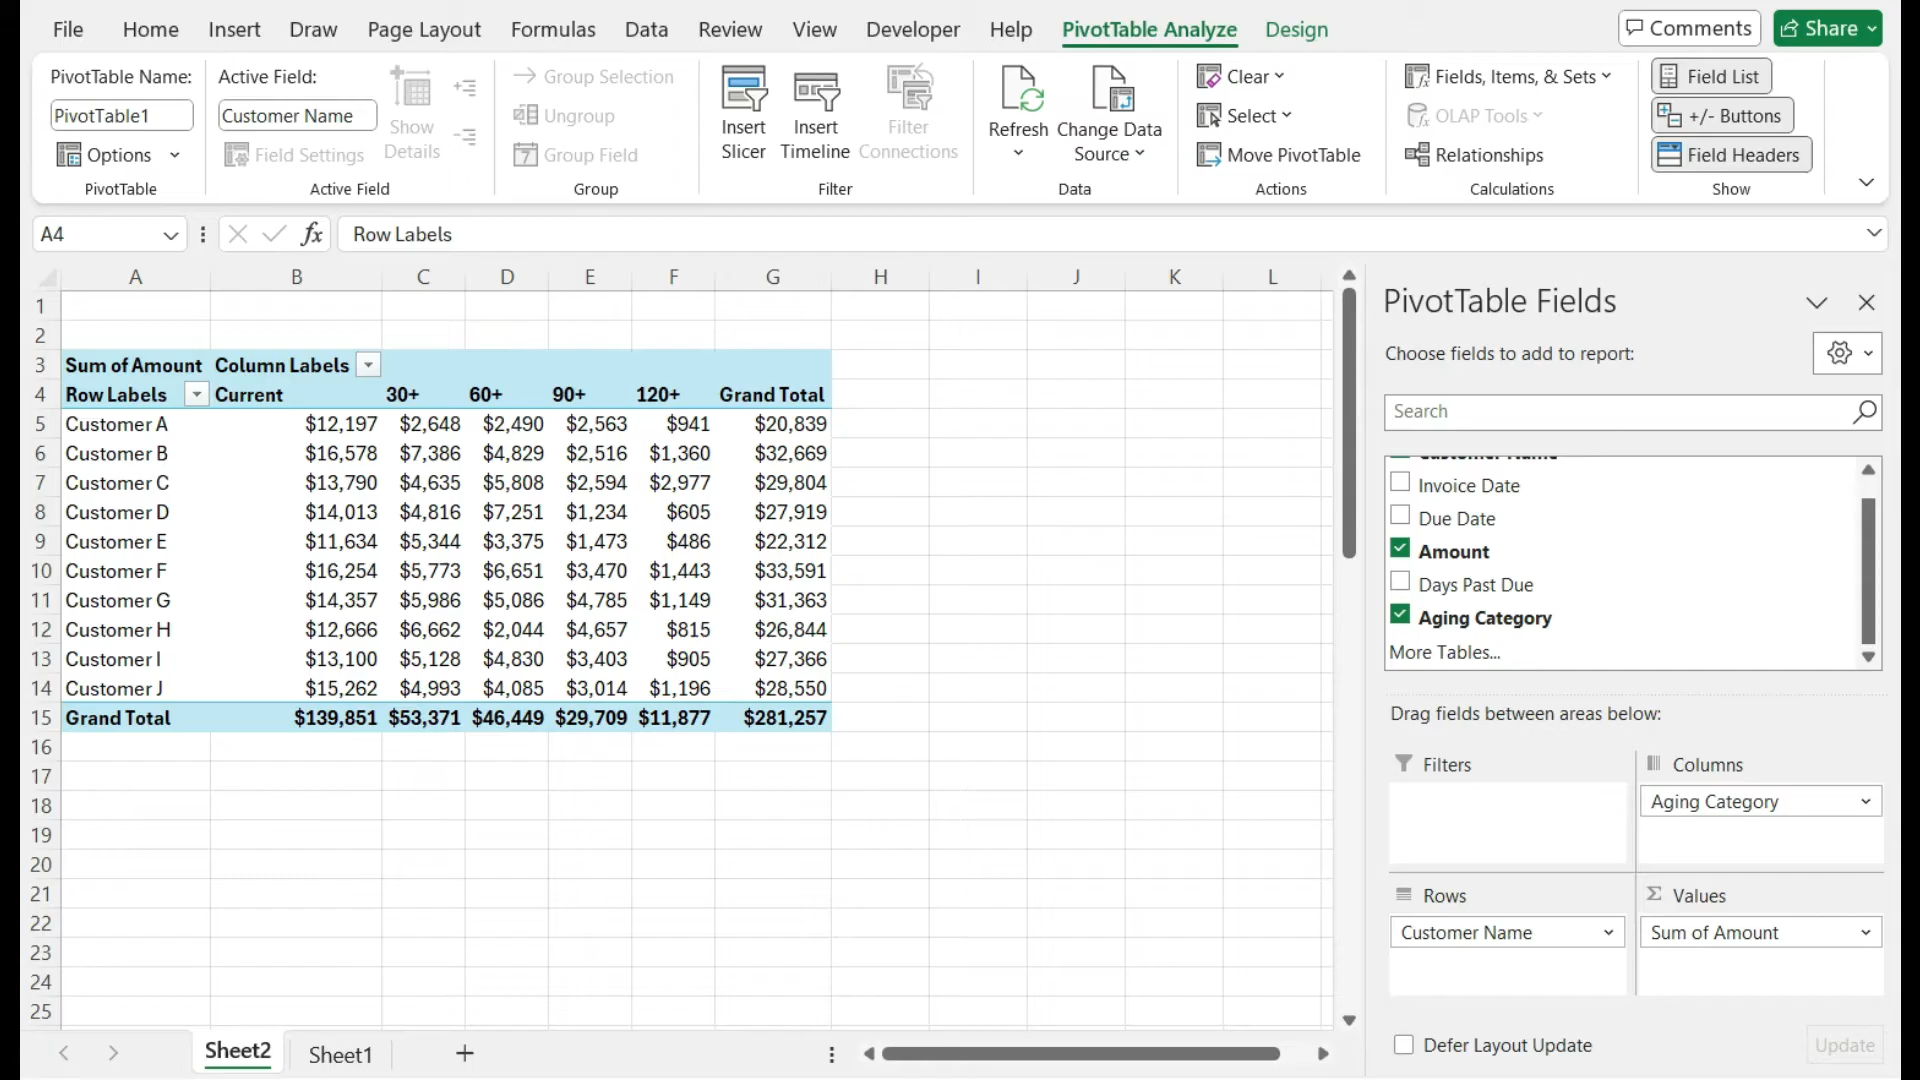 File Home Insert Draw Page Layout Formulas Data Review View Developer Help PivotTable Analyze Design Comments Share
PivotTable Name:
PivotTable1
Options
PivotTable
Active Field:
Customer Name
Field Settings
Show
Details
Active Field
Group Selection
Ungroup
7 Group Field
Group
Insert
Slicer
Insert
Timeline
Filter
Connections
Filter
Refresh
Change Data
Source
Data
Clear
Select
Move PivotTable
Actions
Fields, Items, & Sets
OLAP Tools
Relationships
Calculations
Field List
+/- Buttons
Field Headers
Show
A4 fx Row Labels
A B C D E F G H I J K L
1
2
3 Sum of Amount Column Labels
4 Row Labels Current 30+ 60+ 90+ 120+ Grand Total
5 Customer A $12,197 $2,648 $2,490 $2,563 $941 $20,839
6 Customer B $16,578 $7,386 $4,829 $2,516 $1,360 $32,669
7 Customer C $13,790 $4,635 $5,808 $2,594 $2,977 $29,804
8 Customer D $14,013 $4,816 $7,251 $1,234 $605 $27,919
9 Customer E $11,634 $5,344 $3,375 $1,473 $486 $22,312
10 Customer F $16,254 $5,773 $6,651 $3,470 $1,443 $33,591
11 Customer G $14,357 $5,986 $5,086 $4,785 $1,149 $31,363
12 Customer H $12,666 $6,662 $2,044 $4,657 $815 $26,844
13 Customer I $13,100 $5,128 $4,830 $3,403 $905 $27,366
14 Customer J $15,262 $4,993 $4,085 $3,014 $1,196 $28,550
15 Grand Total $139,851 $53,371 $46,449 $29,709 $11,877 $281,257
16
17
18
19
20
21
22
23
24
25
Sheet2 Sheet1
PivotTable Fields
Choose fields to add to report:
Search
Customer Name
Invoice Date
Due Date
Amount
Days Past Due
Aging Category
More Tables...
Drag fields between areas below:
Filters
Columns
Aging Category
Rows
Customer Name
Values
Sum of Amount
Defer Layout Update
Update